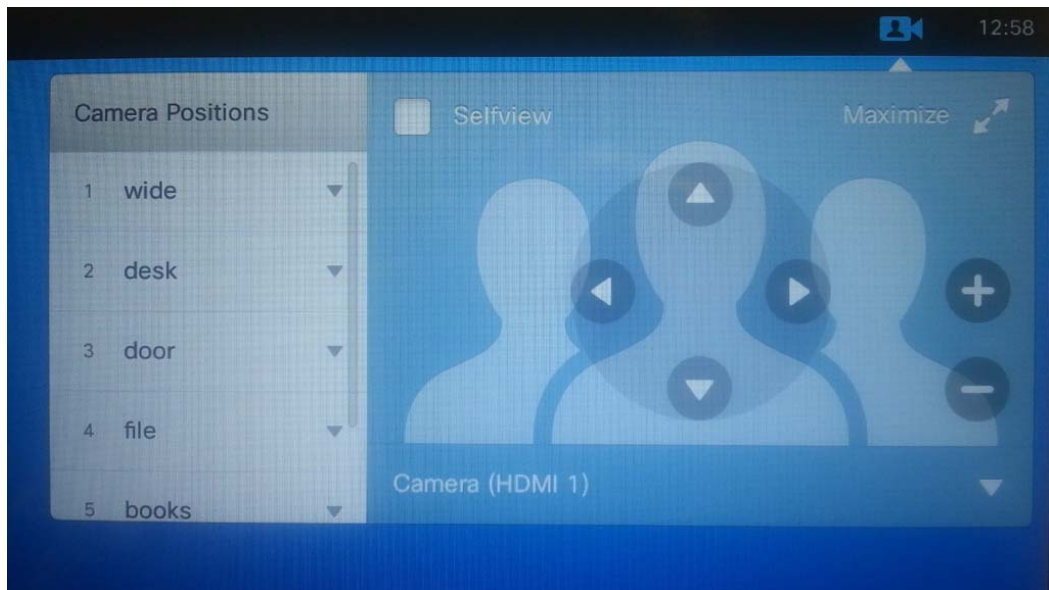 12:58
Camera Positions
Selfview
Maximize
1 wide
2 desk
3 door
4 file
5 books
Camera (HDMI 1)